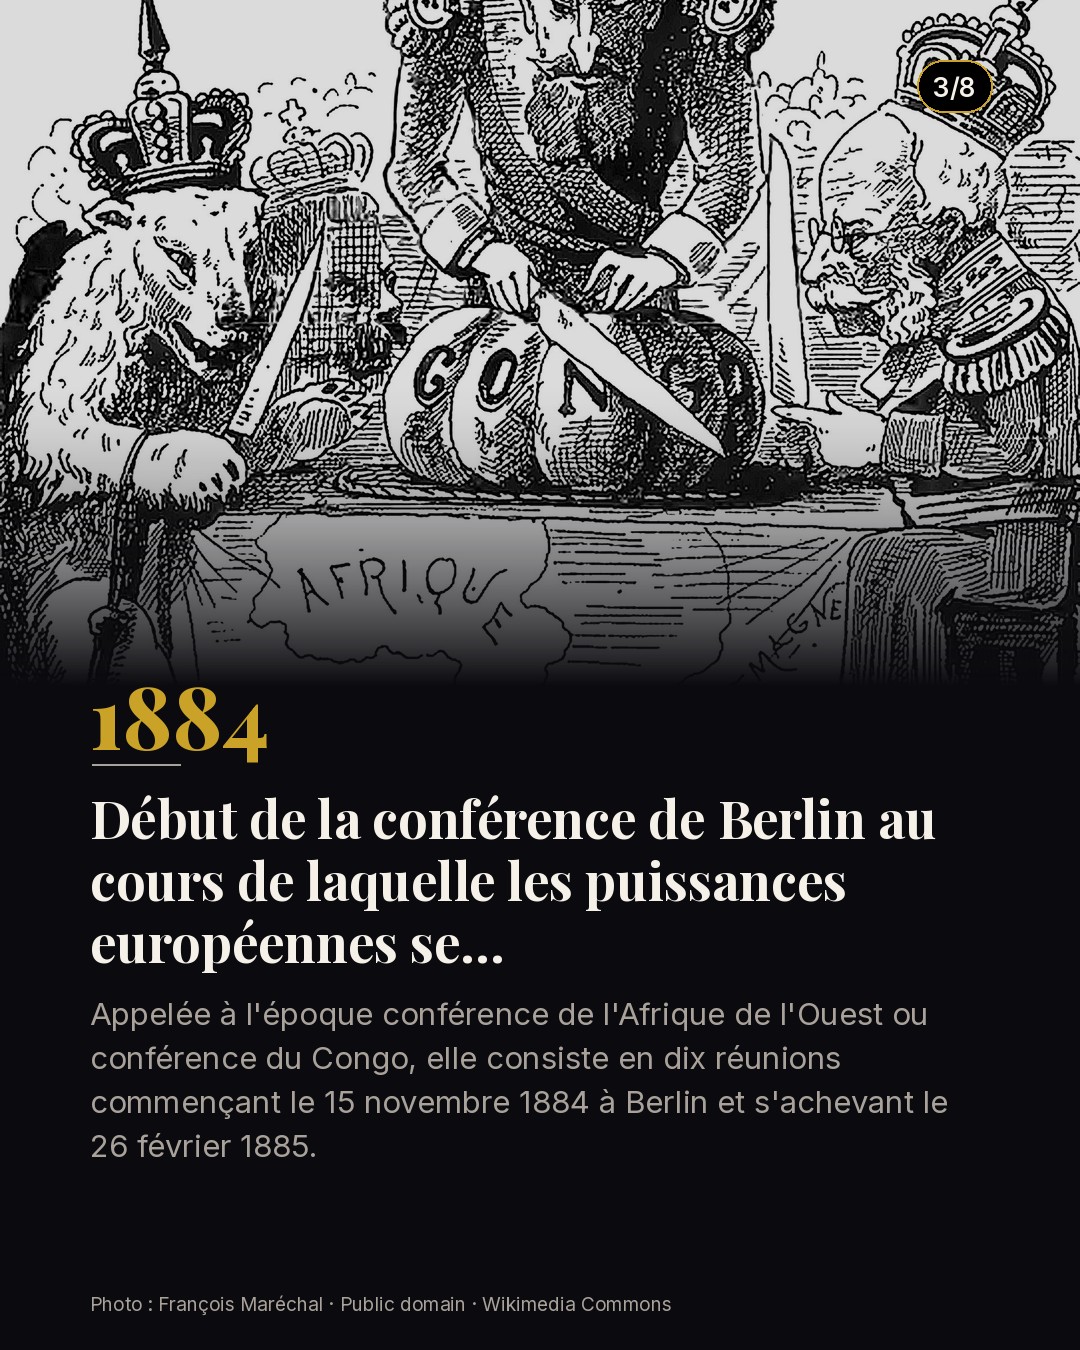 3/8
CONGO
AFRIQUE
1884
Début de la conférence de Berlin au
cours de laquelle les puissances
européennes se...
Appelée à l'époque conférence de l'Afrique de l'Ouest ou
conférence du Congo, elle consiste en dix réunions
commençant le 15 novembre 1884 à Berlin et s'achevant le
26 février 1885.
Photo : François Maréchal · Public domain · Wikimedia Commons